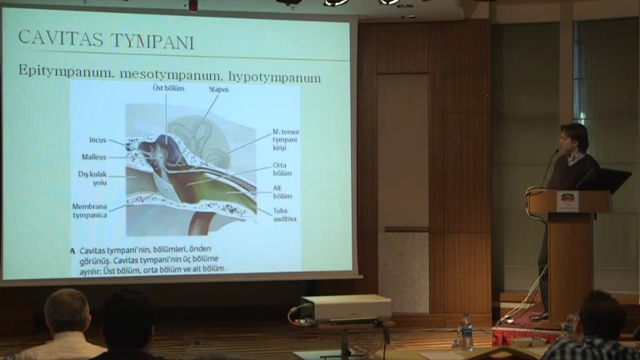 CAVITAS TYMPANI
Epitympanum, mesotympanum, hypotympanum
Üst bölüm
Stapes
Incus
Malleus
Dış kulak
yolu
Membrana
tympanica
M. tensor
tympani
kirişi
Orta
bölüm
Alt
bölüm
Tuba
auditiva
A Cavitas tympani'nin, bölümleri, önden
görünüş. Cavitas tympani'nin üç bölüme
ayrılır: Üst bölüm, orta bölüm ve alt bölüm.